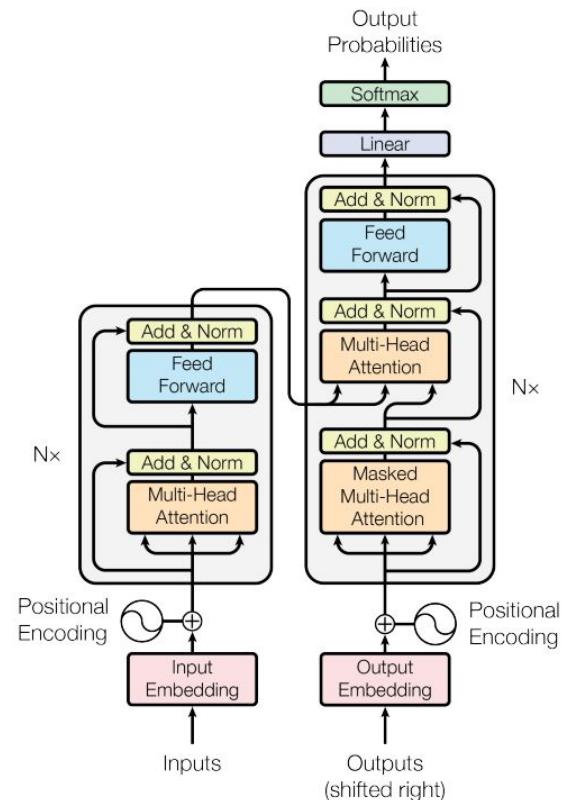 Output
Probabilities
Softmax
Linear
Add & Norm
Feed
Forward
Add & Norm
Multi-Head
Attention
Add & Norm
Masked
Multi-Head
Attention
Nx
Positional
Encoding
Output
Embedding
Outputs
(shifted right)
Add & Norm
Feed
Forward
Add & Norm
Multi-Head
Attention
Nx
Positional
Encoding
Input
Embedding
Inputs